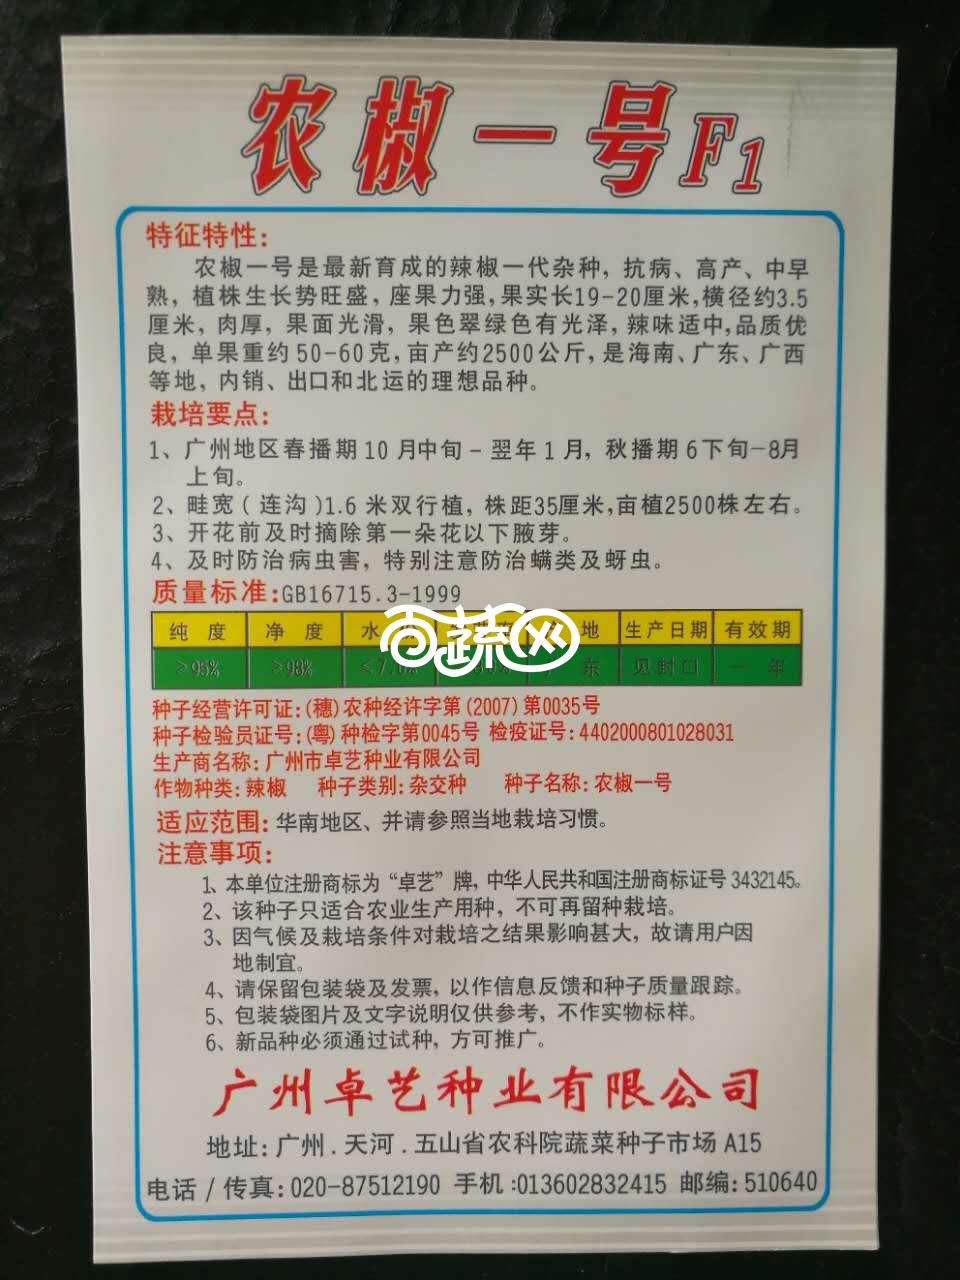 农椒一号F1
特征特性:
农椒一号是最新育成的辣椒一代杂种，抗病、高产、中早
熟，植株生长势旺盛，座果力强，果实长19-20厘米，横径约3.5
厘米，肉厚，果面光滑，果色翠绿色有光泽，辣味适中，品质优
良，单果重约50-60克，亩产约2500公斤，是海南、广东、广西
等地，内销、出口和北运的理想品种。
栽培要点:
1、广州地区春播期10月中旬-翌年1月，秋播期6下旬-8月
上旬。
2、畦宽(连沟)1.6米双行植，株距35厘米，亩植2500株左右。
3、开花前及时摘除第一朵花以下腋芽。
4、及时防治病虫害，特别注意防治螨类及蚜虫。
质量标准:GB16715.3-1999
纯度 净度 水 地 生产日期 有效期
百蔬网
≥95% ≥98% ≤7.0% 东 见封口 一年
种子经营许可证:(穗)农种经许字第(2007)第0035号
种子检验员证号:(粤)种检字第0045号 检疫证号:4402000801028031
生产商名称:广州市卓艺种业有限公司
作物种类:辣椒 种子类别:杂交种 种子名称:农椒一号
适应范围:华南地区、并请参照当地栽培习惯。
注意事项:
1、本单位注册商标为“卓艺”牌，中华人民共和国注册商标证号3432145。
2、该种子只适合农业生产用种，不可再留种栽培。
3、因气候及栽培条件对栽培之结果影响甚大，故请用户因
地制宜。
4、请保留包装袋及发票，以作信息反馈和种子质量跟踪。
5、包装袋图片及文字说明仅供参考，不作实物标样。
6、新品种必须通过试种，方可推广。
广州卓艺种业有限公司
地址:广州.天河.五山省农科院蔬菜种子市场A15
电话/传真:020-87512190 手机:013602832415 邮编:510640